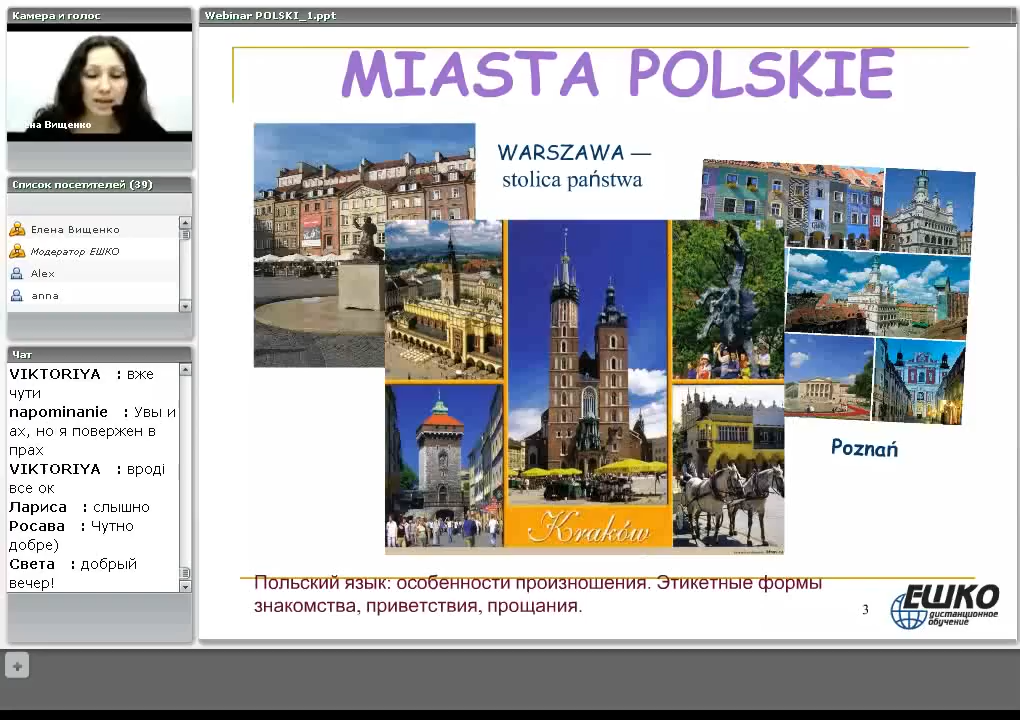 Камера и голос
на Вищенко
Список посетителей (39)
Елена Вищенко
Модератор ЕШКО
Alex
anna
Чат
VIKTORIYA : вже
чути
napominanie : Увы и
ах, но я повержен в
прах
VIKTORIYA : вроді
все ок
Лариса : слышно
Росава : Чутно
добре)
Света : добрый
вечер!
Webinar POLSKI_1.ppt
MIASTA POLSKIE
WARSZAWA —
stolica państwa
Kraków
Poznań
Польский язык: особенности произношения. Этикетные формы
знакомства, приветствия, прощания.
3
ЕШКО
дистанционное
обучение